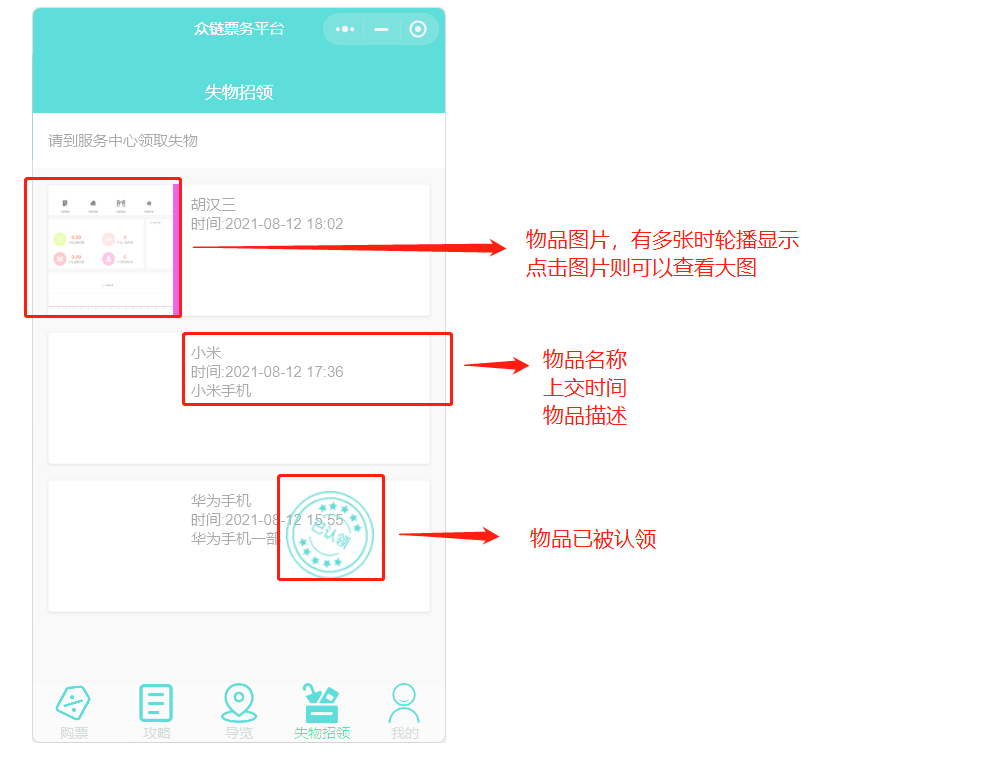 众链票务平台
失物招领
请到服务中心领取失物
胡汉三
时间:2021-08-12 18:02
物品图片，有多张时轮播显示
点击图片则可以查看大图
小米
时间:2021-08-12 17:36
小米手机
物品名称
上交时间
物品描述
华为手机
时间:2021-08-12 15:55
华为手机一部
已认领
物品已被认领
购票
攻略
导览
失物招领
我的